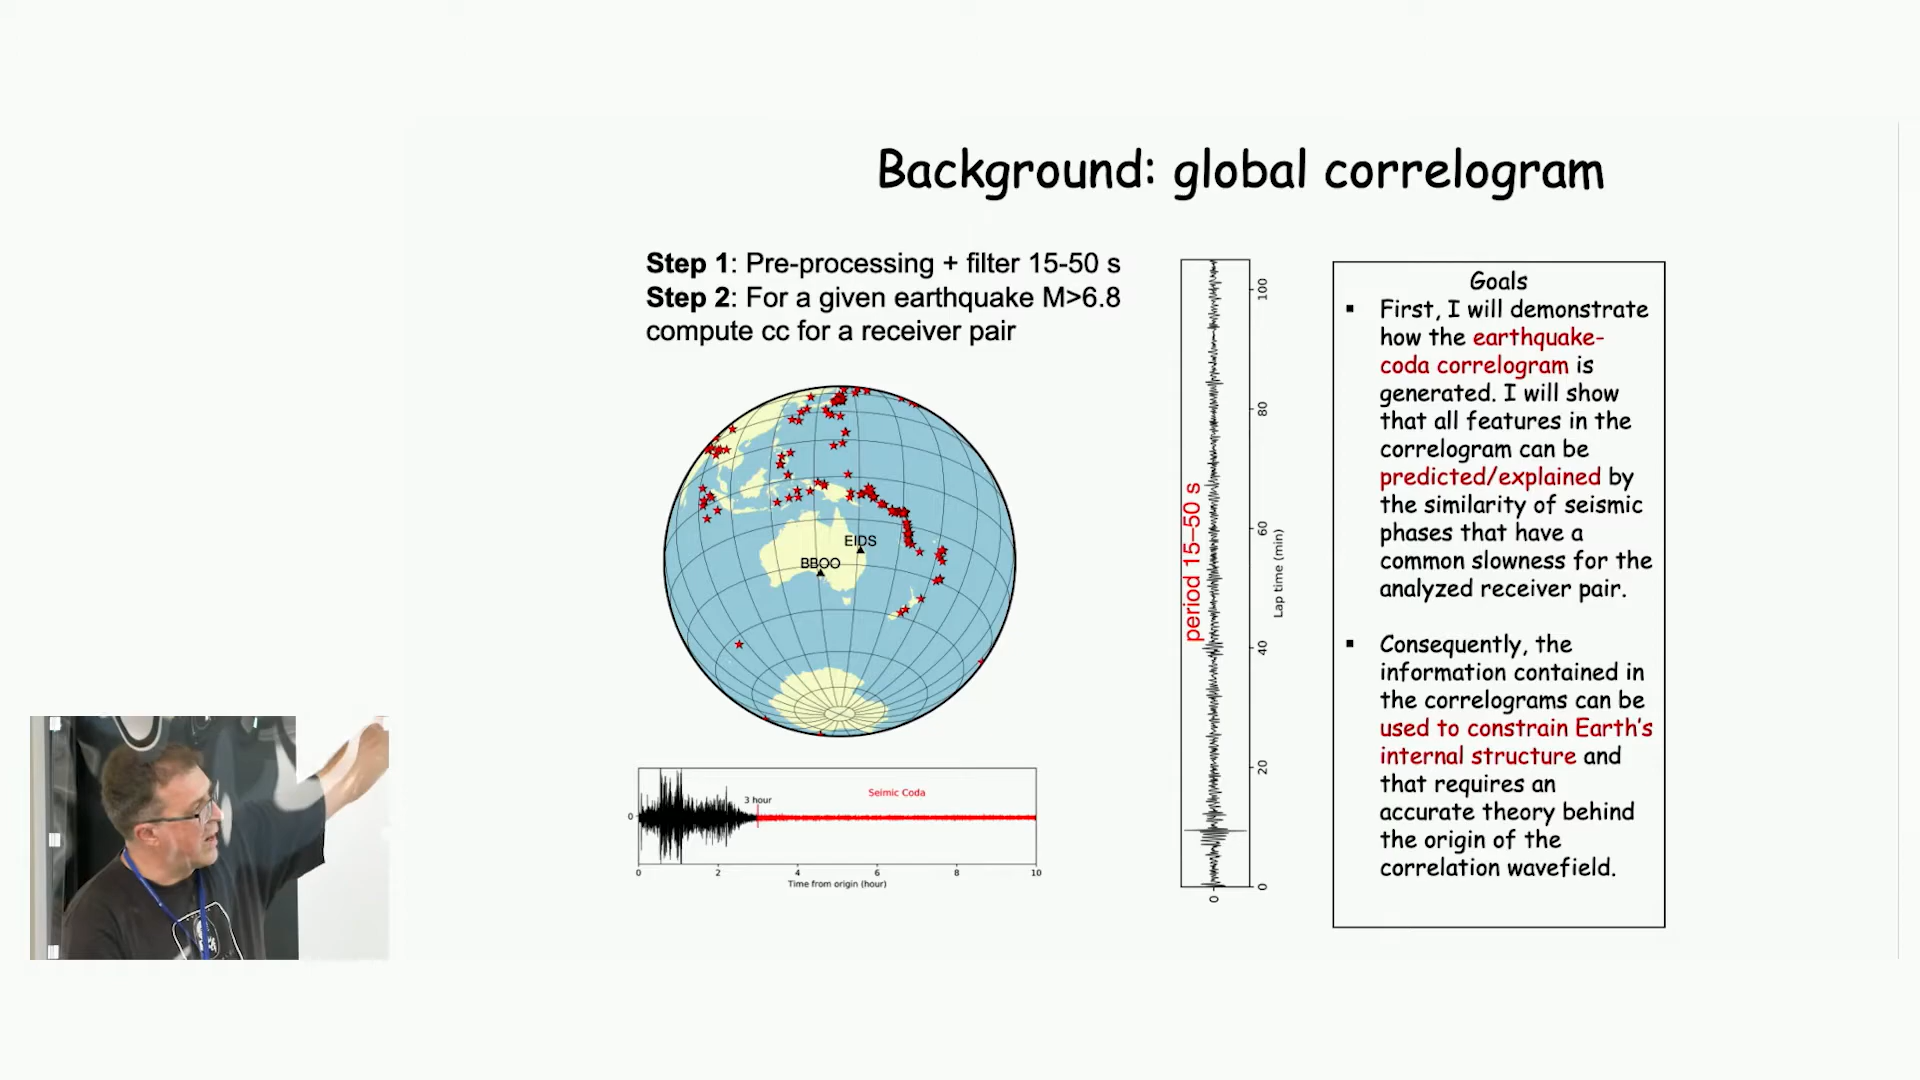 Background: global correlogram
Step 1: Pre-processing + filter 15-50 s
Step 2: For a given earthquake M>6.8
compute cc for a receiver pair
EIDS
BBOO
3 hour
Seimic Coda
0
0
2
4
6
8
10
Time from origin (hour)
period 15–50 s
100
80
60
40
20
0
Lap time (min)
0
Goals
▪ First, I will demonstrate
how the earthquake-
coda correlogram is
generated. I will show
that all features in the
correlogram can be
predicted/explained by
the similarity of seismic
phases that have a
common slowness for the
analyzed receiver pair.
▪ Consequently, the
information contained in
the correlograms can be
used to constrain Earth's
internal structure and
that requires an
accurate theory behind
the origin of the
correlation wavefield.